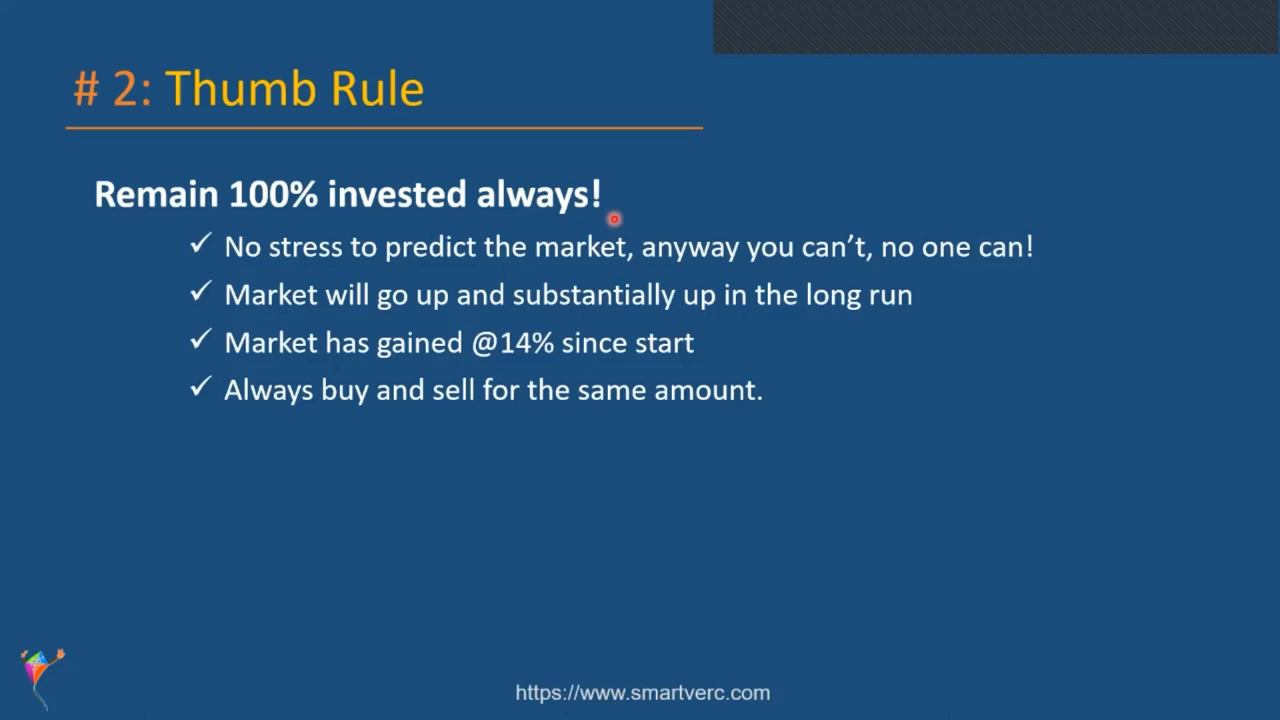 # 2: Thumb Rule
Remain 100% invested always!
✓ No stress to predict the market, anyway you can’t, no one can!
✓ Market will go up and substantially up in the long run
✓ Market has gained @14% since start
✓ Always buy and sell for the same amount.
https://www.smartverc.com